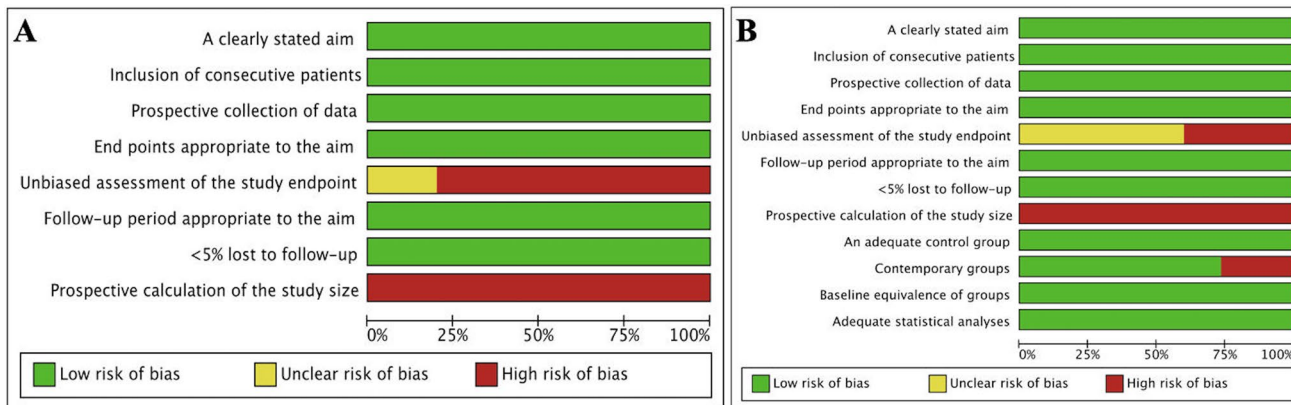 A
A clearly stated aim
Inclusion of consecutive patients
Prospective collection of data
End points appropriate to the aim
Unbiased assessment of the study endpoint
Follow-up period appropriate to the aim
<5% lost to follow-up
Prospective calculation of the study size
0% 25% 50% 75% 100%
Low risk of bias Unclear risk of bias High risk of bias
B
A clearly stated aim
Inclusion of consecutive patients
Prospective collection of data
End points appropriate to the aim
Unbiased assessment of the study endpoint
Follow-up period appropriate to the aim
<5% lost to follow-up
Prospective calculation of the study size
An adequate control group
Contemporary groups
Baseline equivalence of groups
Adequate statistical analyses
0% 25% 50% 75% 100%
Low risk of bias Unclear risk of bias High risk of bias